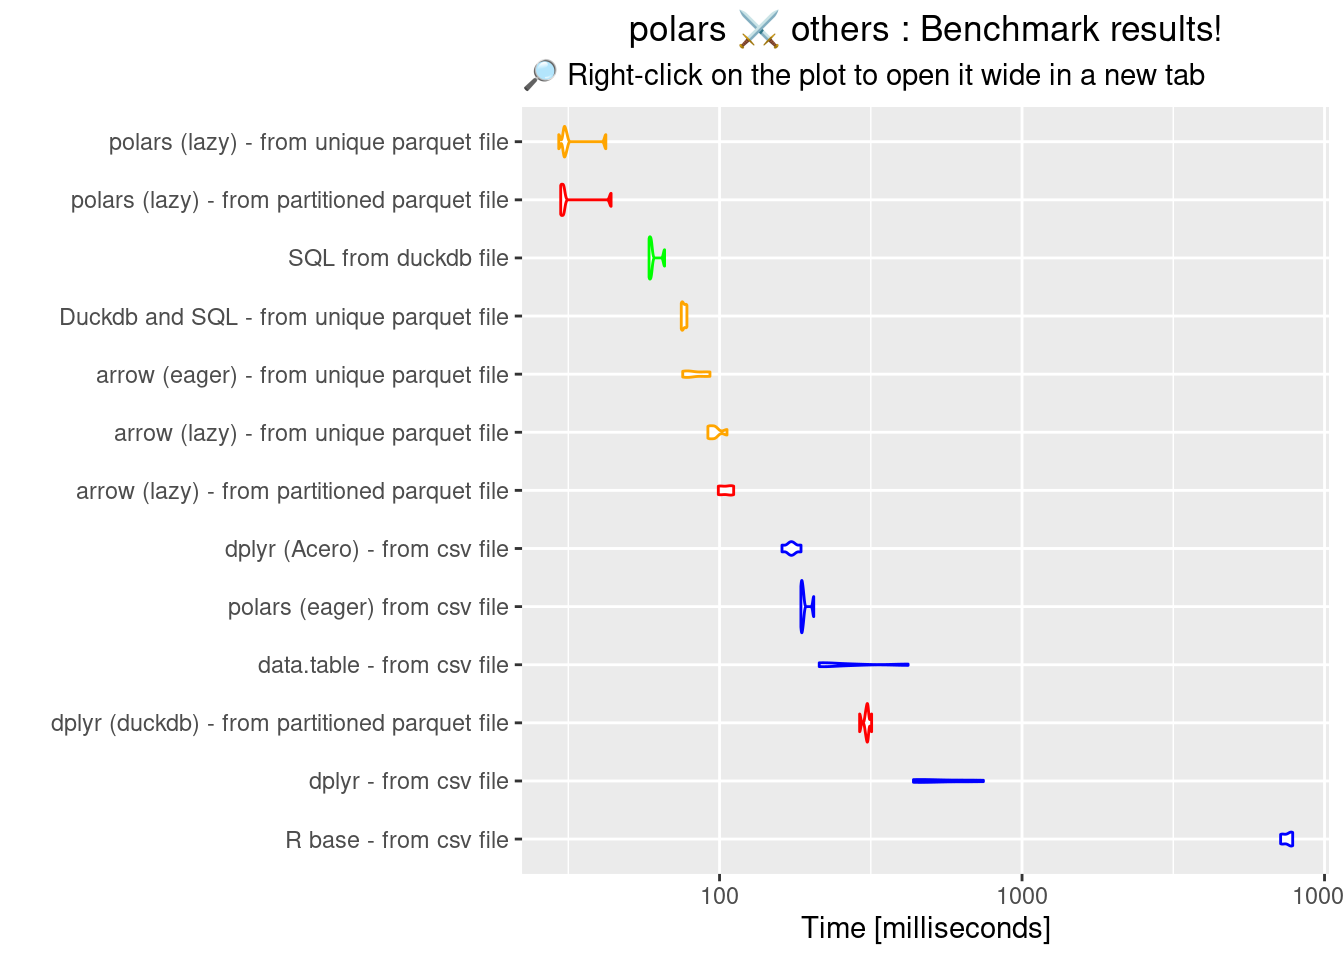 polars ⚔️ others : Benchmark results!
🔎 Right-click on the plot to open it wide in a new tab
polars (lazy) - from unique parquet file
polars (lazy) - from partitioned parquet file
SQL from duckdb file
Duckdb and SQL - from unique parquet file
arrow (eager) - from unique parquet file
arrow (lazy) - from unique parquet file
arrow (lazy) - from partitioned parquet file
dplyr (Acero) - from csv file
polars (eager) from csv file
data.table - from csv file
dplyr (duckdb) - from partitioned parquet file
dplyr - from csv file
R base - from csv file
100 1000 1000
Time [milliseconds]